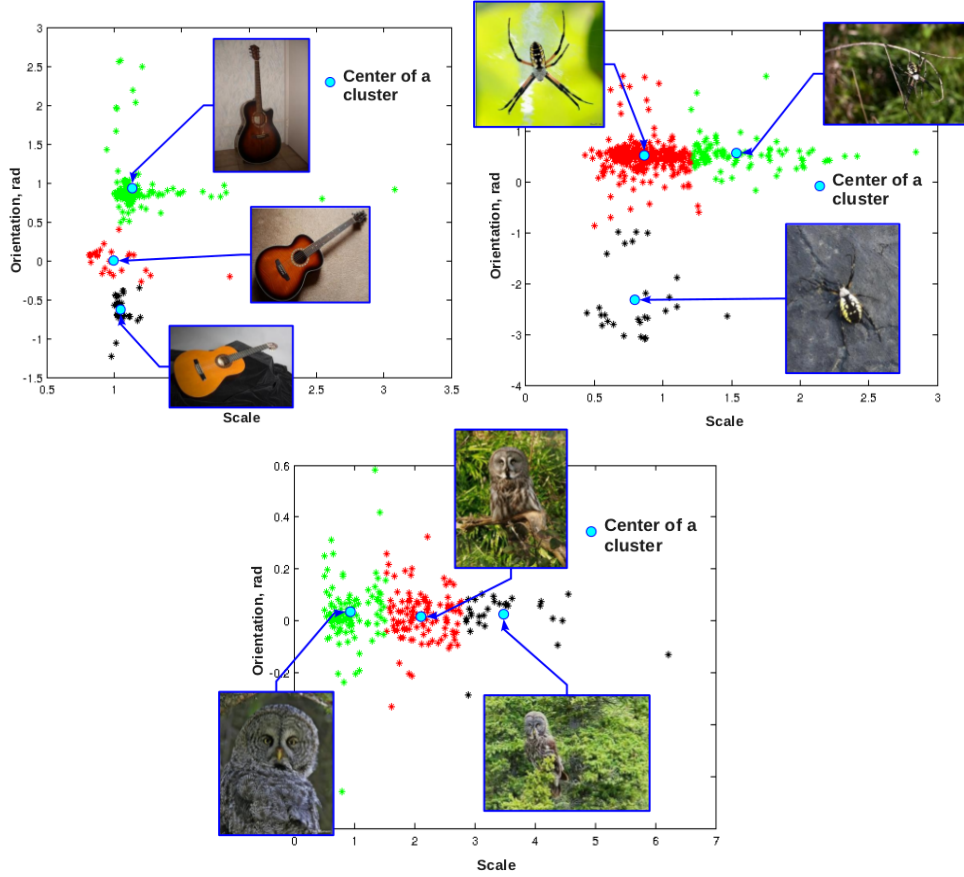 3
2.5
2
1.5
1
0.5
0
-0.5
-1
-1.5
Orientation, rad
Center of a
cluster
0.5 1 1.5 2 2.5 3 3.5
Scale
1
0
-1
-2
-3
-4
Orientation, rad
Center of a
cluster
0 0.5 1 1.5 2 2.5 3
Scale
0.6
0.4
0.2
0
-0.2
Orientation, rad
Center of a
cluster
0 1 2 3 4 5 6 7
Scale